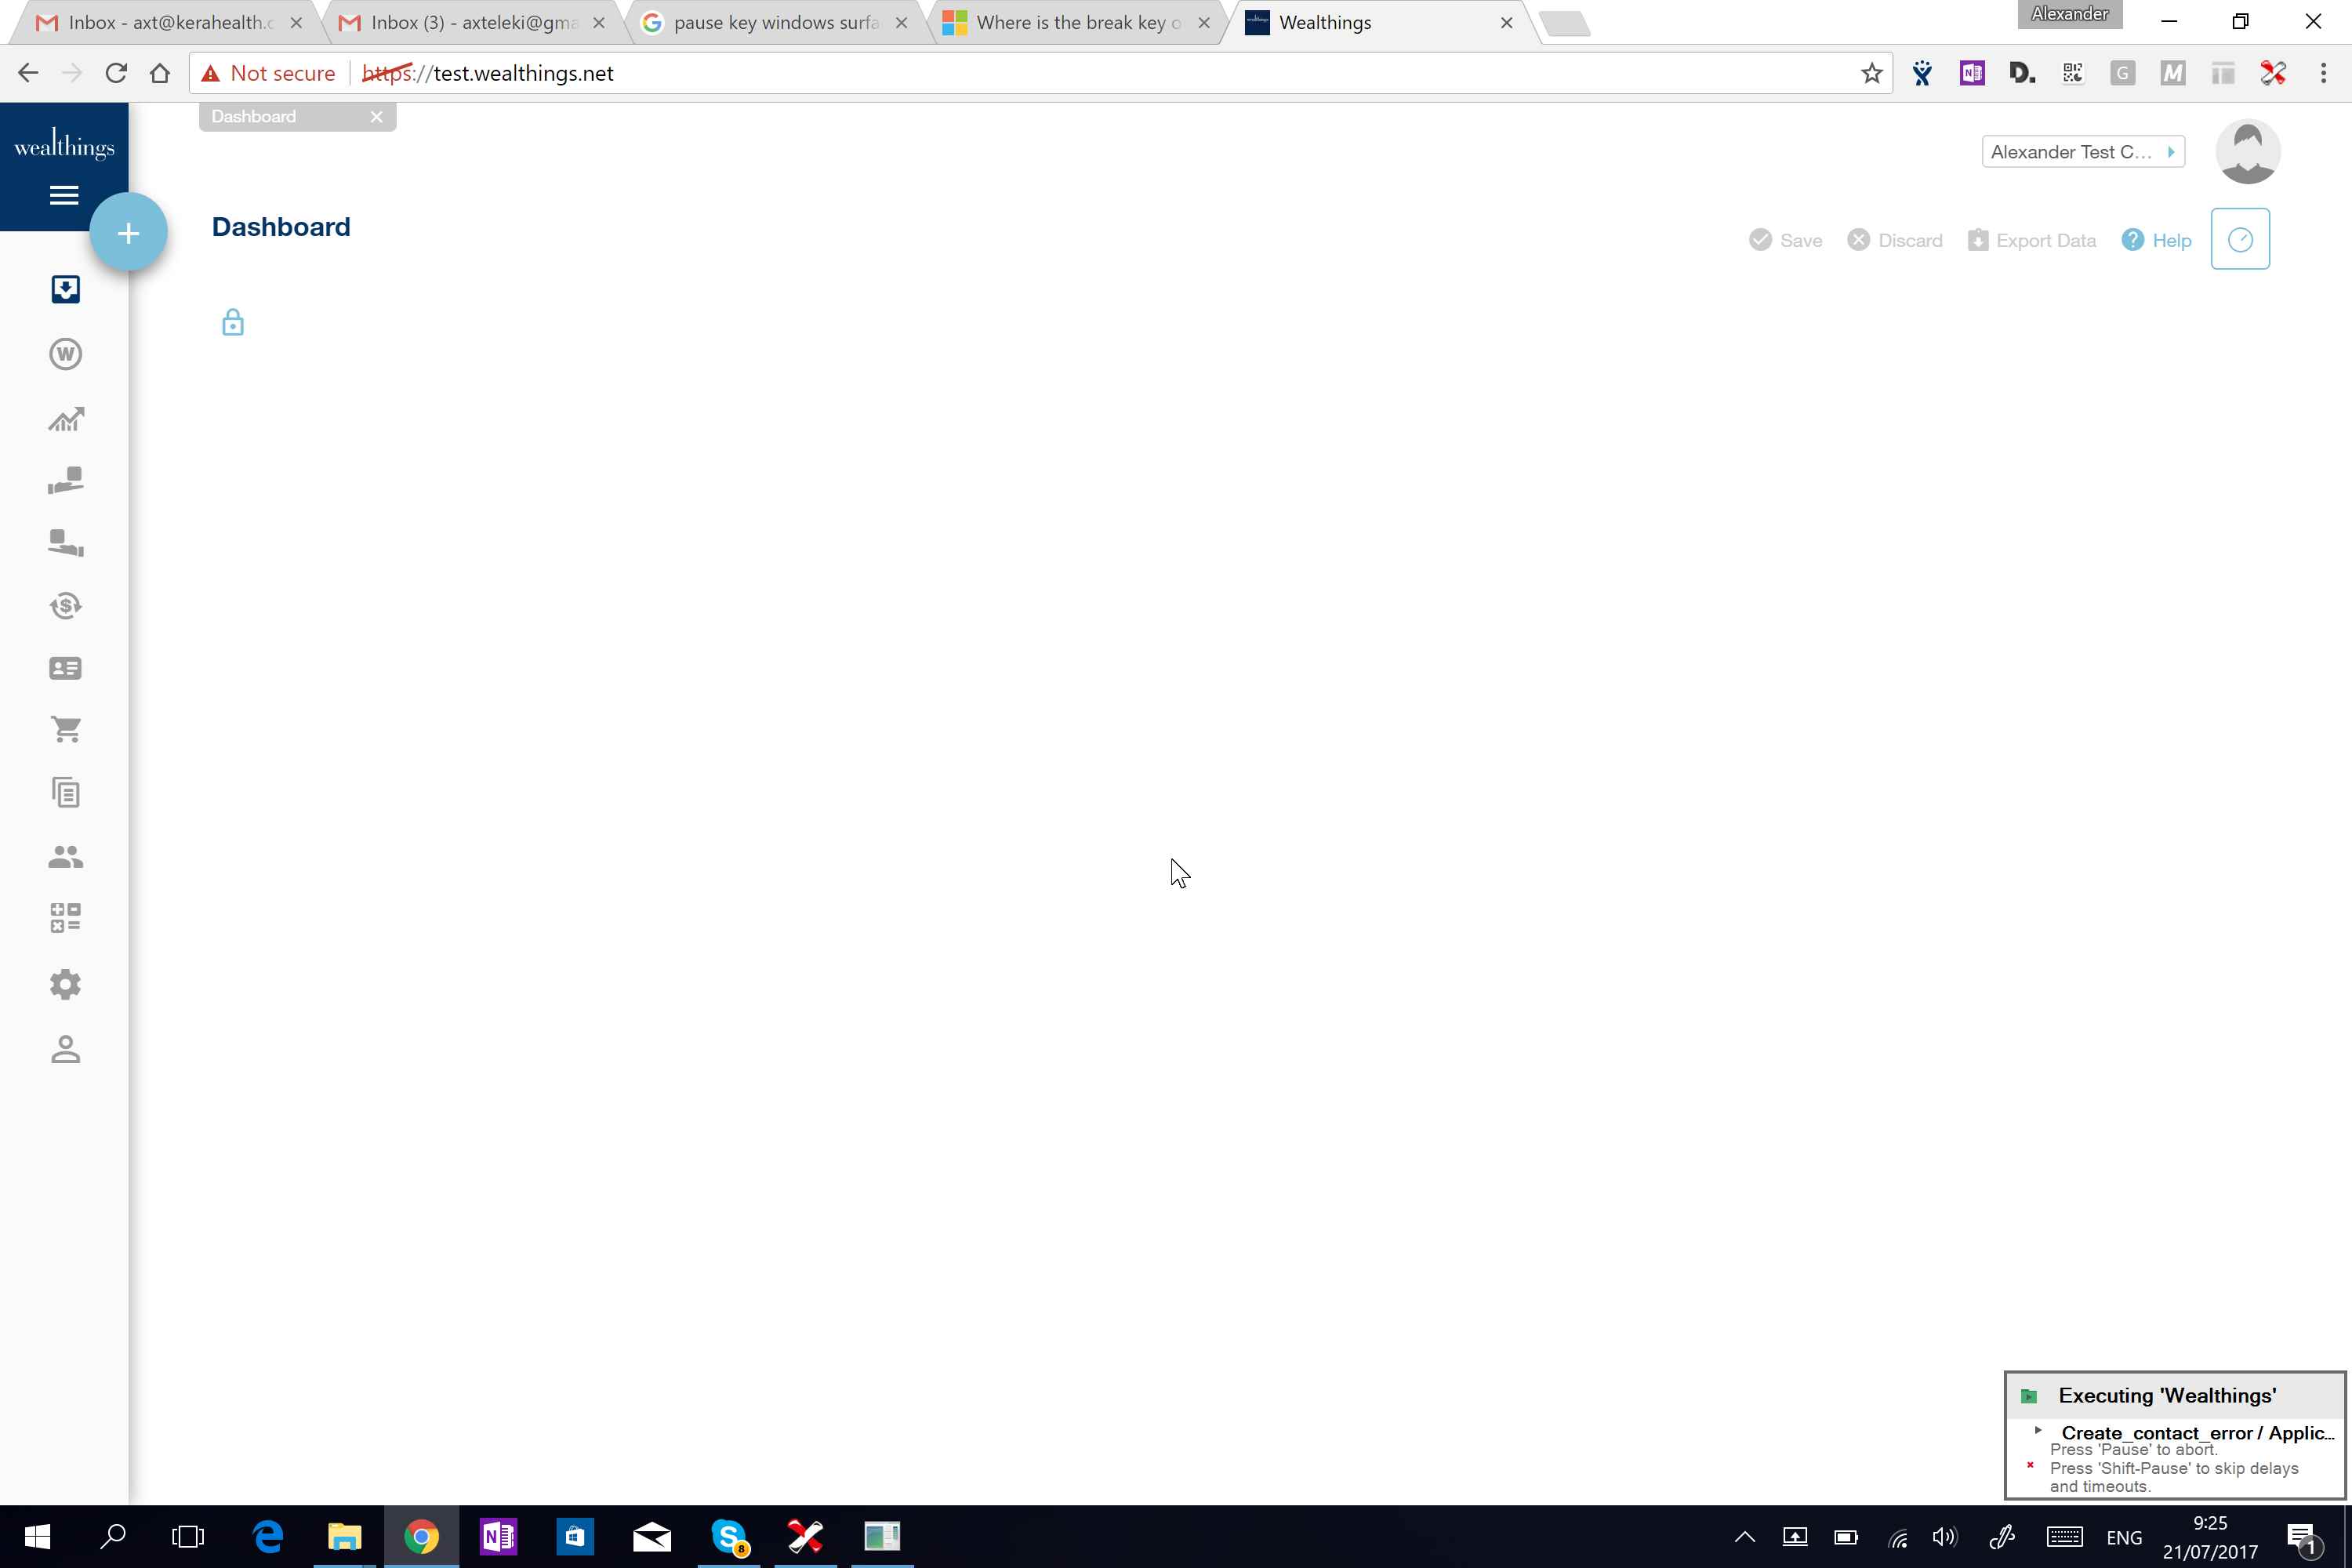 Inbox - axt@kerahealth.c
Inbox (3) - axteleki@gma
pause key windows surfa
Where is the break key o
Wealthings
Alexander
Not secure
https://test.wealthings.net
D.
G
M
wealthings
Dashboard
Alexander Test C...
Dashboard
Save
Discard
Export Data
Help
W
Executing 'Wealthings'
Create_contact_error / Applic...
Press 'Pause' to abort.
Press 'Shift-Pause' to skip delays
and timeouts.
8
ENG
9:25
21/07/2017
1